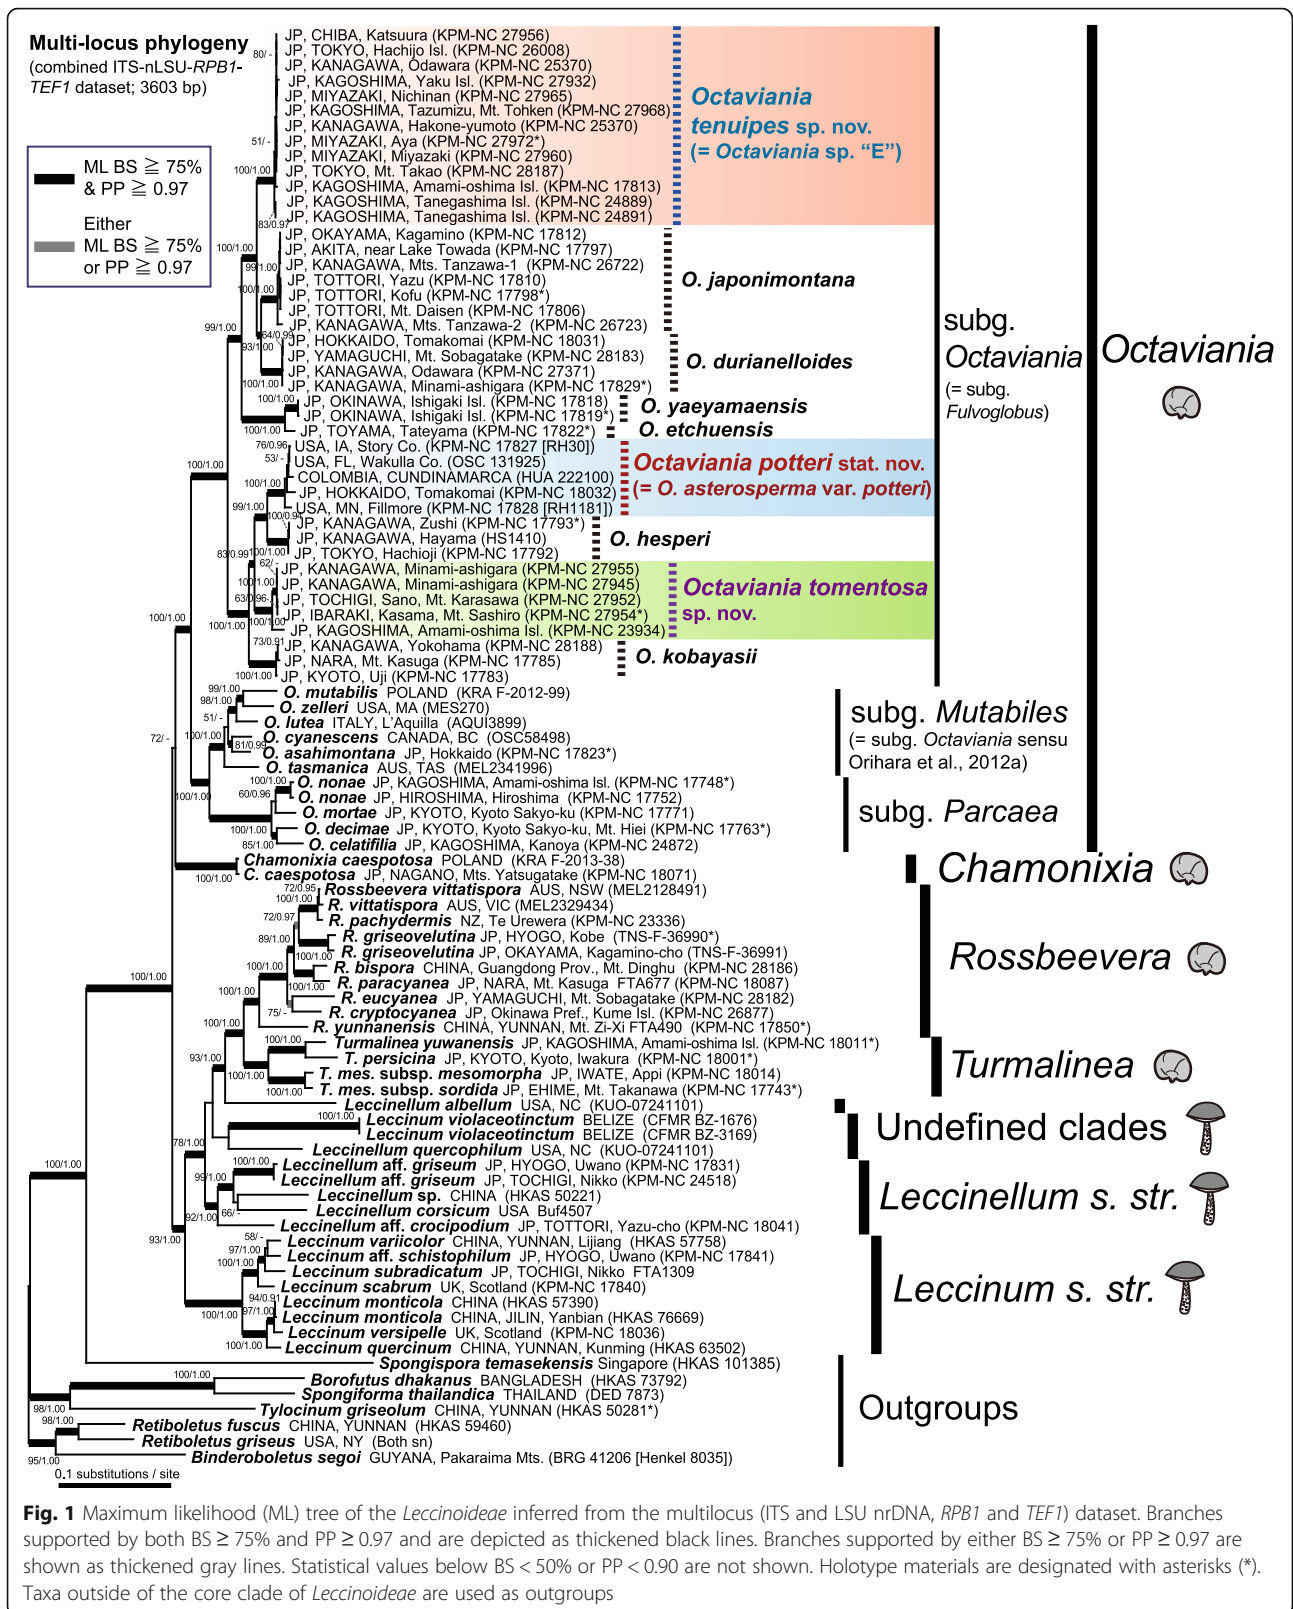 Multi-locus phylogeny
(combined ITS-nLSU-RPB1-
TEF1 dataset; 3603 bp)
ML BS ≧ 75%
& PP ≧ 0.97
Either
ML BS ≧ 75%
or PP ≧ 0.97
JP, CHIBA, Katsuura (KPM-NC 27956)
JP, TOKYO, Hachijo Isl. (KPM-NC 26008)
JP, KANAGAWA, Odawara (KPM-NC 25370)
JP, KAGOSHIMA, Yaku Isl. (KPM-NC 27932)
JP, MIYAZAKI, Nichinan (KPM-NC 27965)
JP, KAGOSHIMA, Tazumizu, Mt. Tohken (KPM-NC 27968)
JP, KANAGAWA, Hakone-yumoto (KPM-NC 25370)
JP, MIYAZAKI, Aya (KPM-NC 27972*)
JP, MIYAZAKI, Miyazaki (KPM-NC 27960)
JP, TOKYO, Mt. Takao (KPM-NC 28187)
JP, KAGOSHIMA, Amami-oshima Isl. (KPM-NC 17813)
JP, KAGOSHIMA, Tanegashima Isl. (KPM-NC 24889)
JP, KAGOSHIMA, Tanegashima Isl. (KPM-NC 24891)
Octaviania
tenuipes sp. nov.
(= Octaviania sp. “E”)
JP, OKAYAMA, Kagamino (KPM-NC 17812)
JP, AKITA, near Lake Towada (KPM-NC 17797)
JP, KANAGAWA, Mts. Tanzawa-1 (KPM-NC 26722)
JP, TOTTORI, Yazu (KPM-NC 17810)
JP, TOTTORI, Kofu (KPM-NC 17798*)
JP, TOTTORI, Mt. Daisen (KPM-NC 17806)
JP, KANAGAWA, Mts. Tanzawa-2 (KPM-NC 26723)
O. japonimontana
JP, HOKKAIDO, Tomakomai (KPM-NC 18031)
JP, YAMAGUCHI, Mt. Sobagatake (KPM-NC 28183)
JP, KANAGAWA, Odawara (KPM-NC 27371)
JP, KANAGAWA, Minami-ashigara (KPM-NC 17829*)
O. durianelloides
JP, OKINAWA, Ishigaki Isl. (KPM-NC 17818)
JP, OKINAWA, Ishigaki Isl. (KPM-NC 17819*)
O. yaeyamaensis
JP, TOYAMA, Tateyama (KPM-NC 17822*)
O. etchuensis
USA, IA, Story Co. (KPM-NC 17827 [RH30])
USA, FL, Wakulla Co. (OSC 131925)
COLOMBIA, CUNDINAMARCA (HUA 222100)
JP, HOKKAIDO, Tomakomai (KPM-NC 18032)
USA, MN, Fillmore (KPM-NC 17828 [RH1181])
Octaviania potteri stat. nov.
(= O. asterosperma var. potteri)
JP, KANAGAWA, Zushi (KPM-NC 17793*)
JP, KANAGAWA, Hayama (HS1410)
JP, TOKYO, Hachioji (KPM-NC 17792)
O. hesperi
JP, KANAGAWA, Minami-ashigara (KPM-NC 27955)
JP, KANAGAWA, Minami-ashigara (KPM-NC 27945)
JP, TOCHIGI, Sano, Mt. Karasawa (KPM-NC 27952)
JP, IBARAKI, Kasama, Mt. Sashiro (KPM-NC 27954*)
JP, KAGOSHIMA, Amami-oshima Isl. (KPM-NC 23934)
Octaviania tomentosa
sp. nov.
JP, KANAGAWA, Yokohama (KPM-NC 28188)
JP, NARA, Mt. Kasuga (KPM-NC 17785)
JP, KYOTO, Uji (KPM-NC 17783)
O. kobayasii
subg.
Octaviania
(= subg.
Fulvoglobus)
Octaviania
O. mutabilis POLAND (KRA F-2012-99)
O. zelleri USA, MA (MES270)
O. lutea ITALY, L'Aquilla (AQUI3899)
O. cyanescens CANADA, BC (OSC58498)
O. asahimontana JP, Hokkaido (KPM-NC 17823*)
O. tasmanica AUS, TAS (MEL2341996)
subg. Mutabiles
(= subg. Octaviania sensu
Orihara et al., 2012a)
O. nonae JP, KAGOSHIMA, Amami-oshima Isl. (KPM-NC 17748*)
O. nonae JP, HIROSHIMA, Hiroshima (KPM-NC 17752)
O. mortae JP, KYOTO, Kyoto Sakyo-ku (KPM-NC 17771)
O. decimae JP, KYOTO, Kyoto Sakyo-ku, Mt. Hiei (KPM-NC 17763*)
O. celatifilia JP, KAGOSHIMA, Kanoya (KPM-NC 24872)
subg. Parcaea
Chamonixia caespotosa POLAND (KRA F-2013-38)
C. caespotosa JP, NAGANO, Mts. Yatsugatake (KPM-NC 18071)
Chamonixia
Rossbeevera vittatispora AUS, NSW (MEL2128491)
R. vittatispora AUS, VIC (MEL2329434)
R. pachydermis NZ, Te Urewera (KPM-NC 23336)
R. griseovelutina JP, HYOGO, Kobe (TNS-F-36990*)
R. griseovelutina JP, OKAYAMA, Kagamino-cho (TNS-F-36991)
R. bispora CHINA, Guangdong Prov., Mt. Dinghu (KPM-NC 28186)
R. paracyanea JP, NARA, Mt. Kasuga FTA677 (KPM-NC 18087)
R. eucyanea JP, YAMAGUCHI, Mt. Sobagatake (KPM-NC 28182)
R. cryptocyanea JP, Okinawa Pref., Kume Isl. (KPM-NC 26877)
R. yunnanensis CHINA, YUNNAN, Mt. Zi-Xi FTA490 (KPM-NC 17850*)
Rossbeevera
Turmalinea yuwanensis JP, KAGOSHIMA, Amami-oshima Isl. (KPM-NC 18011*)
T. persicina JP, KYOTO, Kyoto, Iwakura (KPM-NC 18001*)
T. mes. subsp. mesomorpha JP, IWATE, Appi (KPM-NC 18014)
T. mes. subsp. sordida JP, EHIME, Mt. Takanawa (KPM-NC 17743*)
Turmalinea
Leccinellum albellum USA, NC (KUO-07241101)
Leccinum violaceotinctum BELIZE (CFMR BZ-1676)
Leccinum violaceotinctum BELIZE (CFMR BZ-3169)
Leccinellum quercophilum USA, NC (KUO-07241101)
Undefined clades
Leccinellum aff. griseum JP, HYOGO, Uwano (KPM-NC 17831)
Leccinellum aff. griseum JP, TOCHIGI, Nikko (KPM-NC 24518)
Leccinellum sp. CHINA (HKAS 50221)
Leccinellum corsicum USA Buf4507
Leccinellum aff. crocipodium JP, TOTTORI, Yazu-cho (KPM-NC 18041)
Leccinellum s. str.
Leccinum variicolor CHINA, YUNNAN, Lijiang (HKAS 57758)
Leccinum aff. schistophilum JP, HYOGO, Uwano (KPM-NC 17841)
Leccinum subradicatum JP, TOCHIGI, Nikko FTA1309
Leccinum scabrum UK, Scotland (KPM-NC 17840)
Leccinum monticola CHINA (HKAS 57390)
Leccinum monticola CHINA, JILIN, Yanbian (HKAS 76669)
Leccinum versipelle UK, Scotland (KPM-NC 18036)
Leccinum quercinum CHINA, YUNNAN, Kunming (HKAS 63502)
Leccinum s. str.
Spongispora temasekensis Singapore (HKAS 101385)
Borofutus dhakanus BANGLADESH (HKAS 73792)
Spongiforma thailandica THAILAND (DED 7873)
Tylocinum griseolum CHINA, YUNNAN (HKAS 50281*)
Retiboletus fuscus CHINA, YUNNAN (HKAS 59460)
Retiboletus griseus USA, NY (Both sn)
Binderoboletus segoi GUYANA, Pakaraima Mts. (BRG 41206 [Henkel 8035])
Outgroups
0.1 substitutions / site
Fig. 1 Maximum likelihood (ML) tree of the Leccinoideae inferred from the multilocus (ITS and LSU nrDNA, RPB1 and TEF1) dataset. Branches
supported by both BS ≥ 75% and PP ≥ 0.97 and are depicted as thickened black lines. Branches supported by either BS ≥ 75% or PP ≥ 0.97 are
shown as thickened gray lines. Statistical values below BS < 50% or PP < 0.90 are not shown. Holotype materials are designated with asterisks (*).
Taxa outside of the core clade of Leccinoideae are used as outgroups